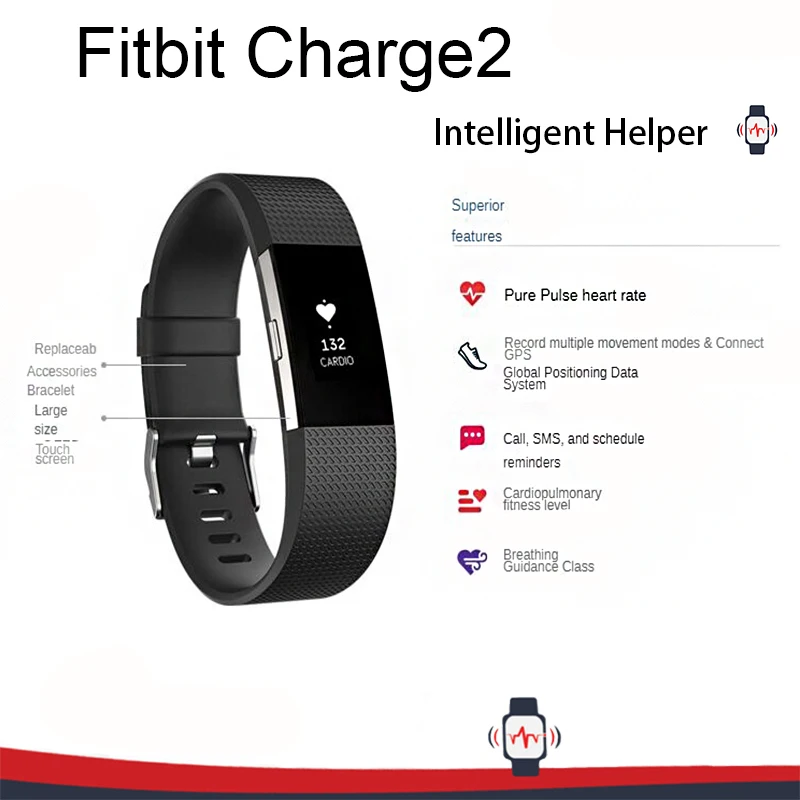 Fitbit Charge2
Intelligent Helper
Superior
features
Pure Pulse heart rate
Record multiple movement modes & Connect
GPS
Global Positioning Data
System
Call, SMS, and schedule
reminders
Cardiopulmonary
fitness level
Breathing
Guidance Class
Replaceab
Accessories
Bracelet
Large
size
Touch
screen
132
CARDIO